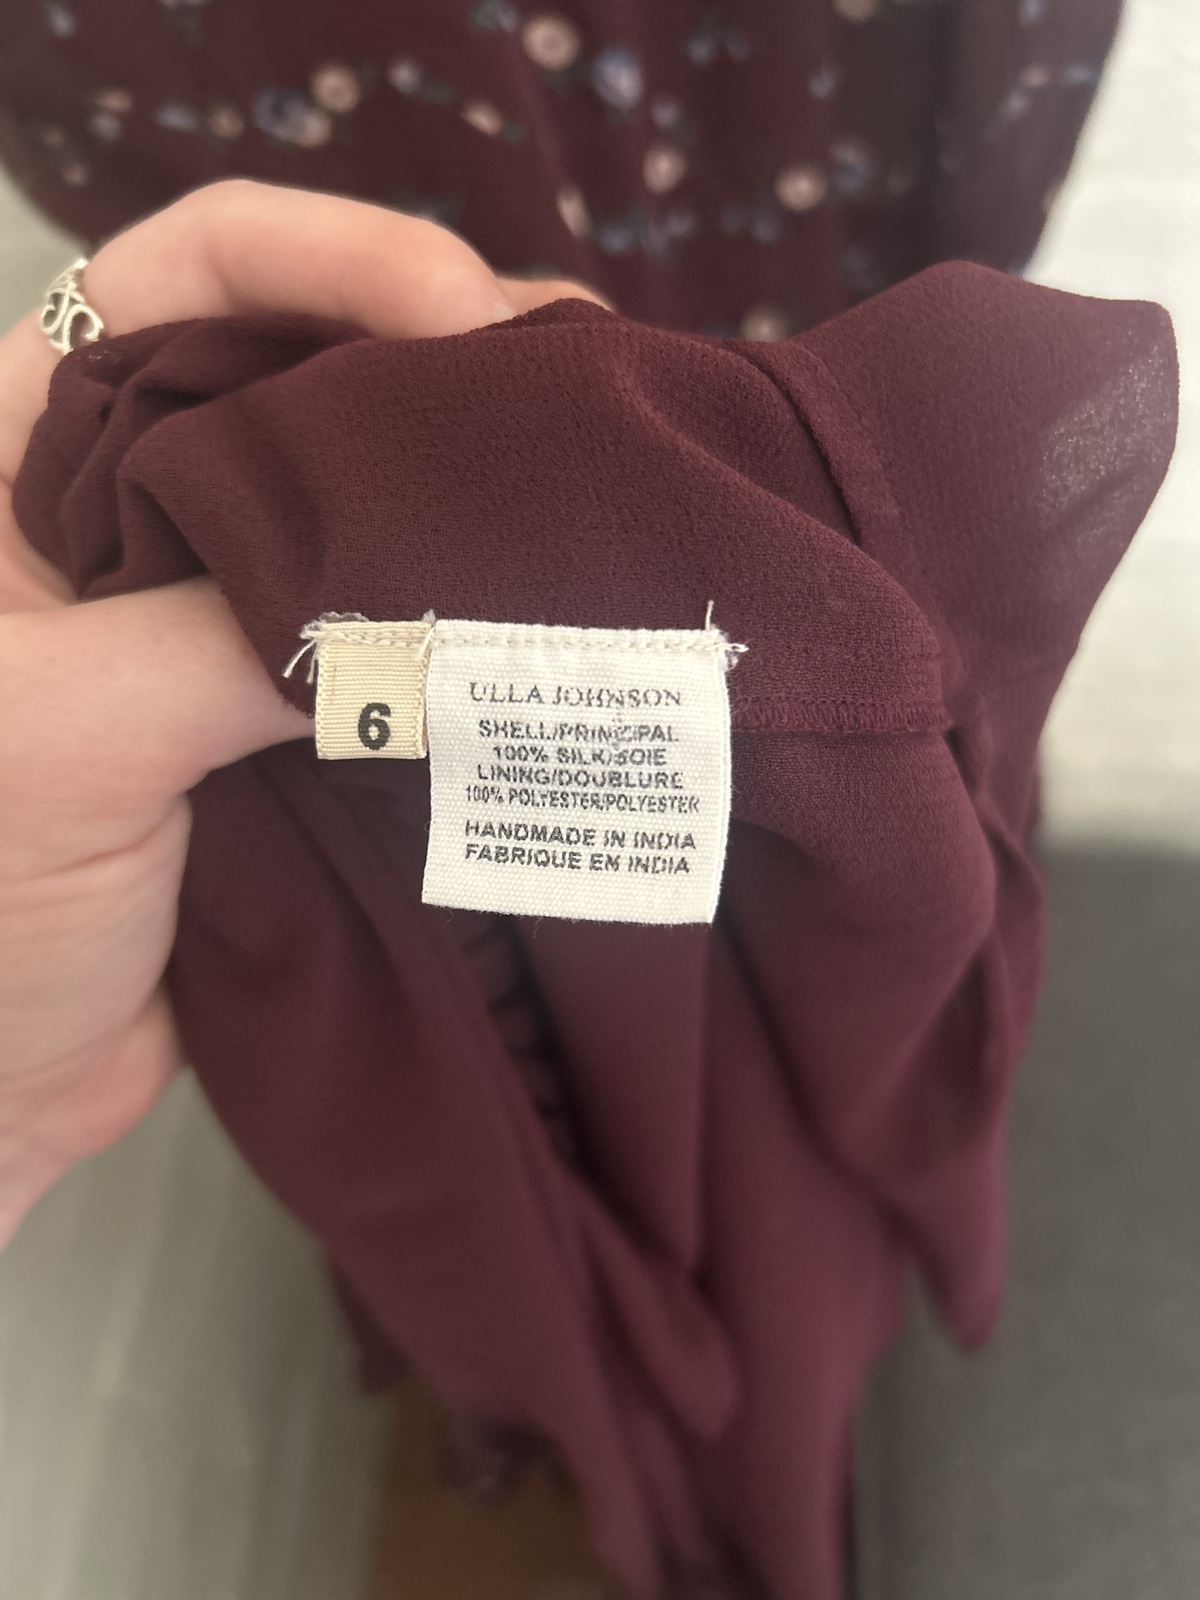 6
ULLA JOHNSON
SHELL/PRINCIPAL
100% SILK/SOIE
LINING/DOUBLURE
100% POLYESTER/POLYESTER
HANDMADE IN INDIA
FABRIQUE EN INDIA